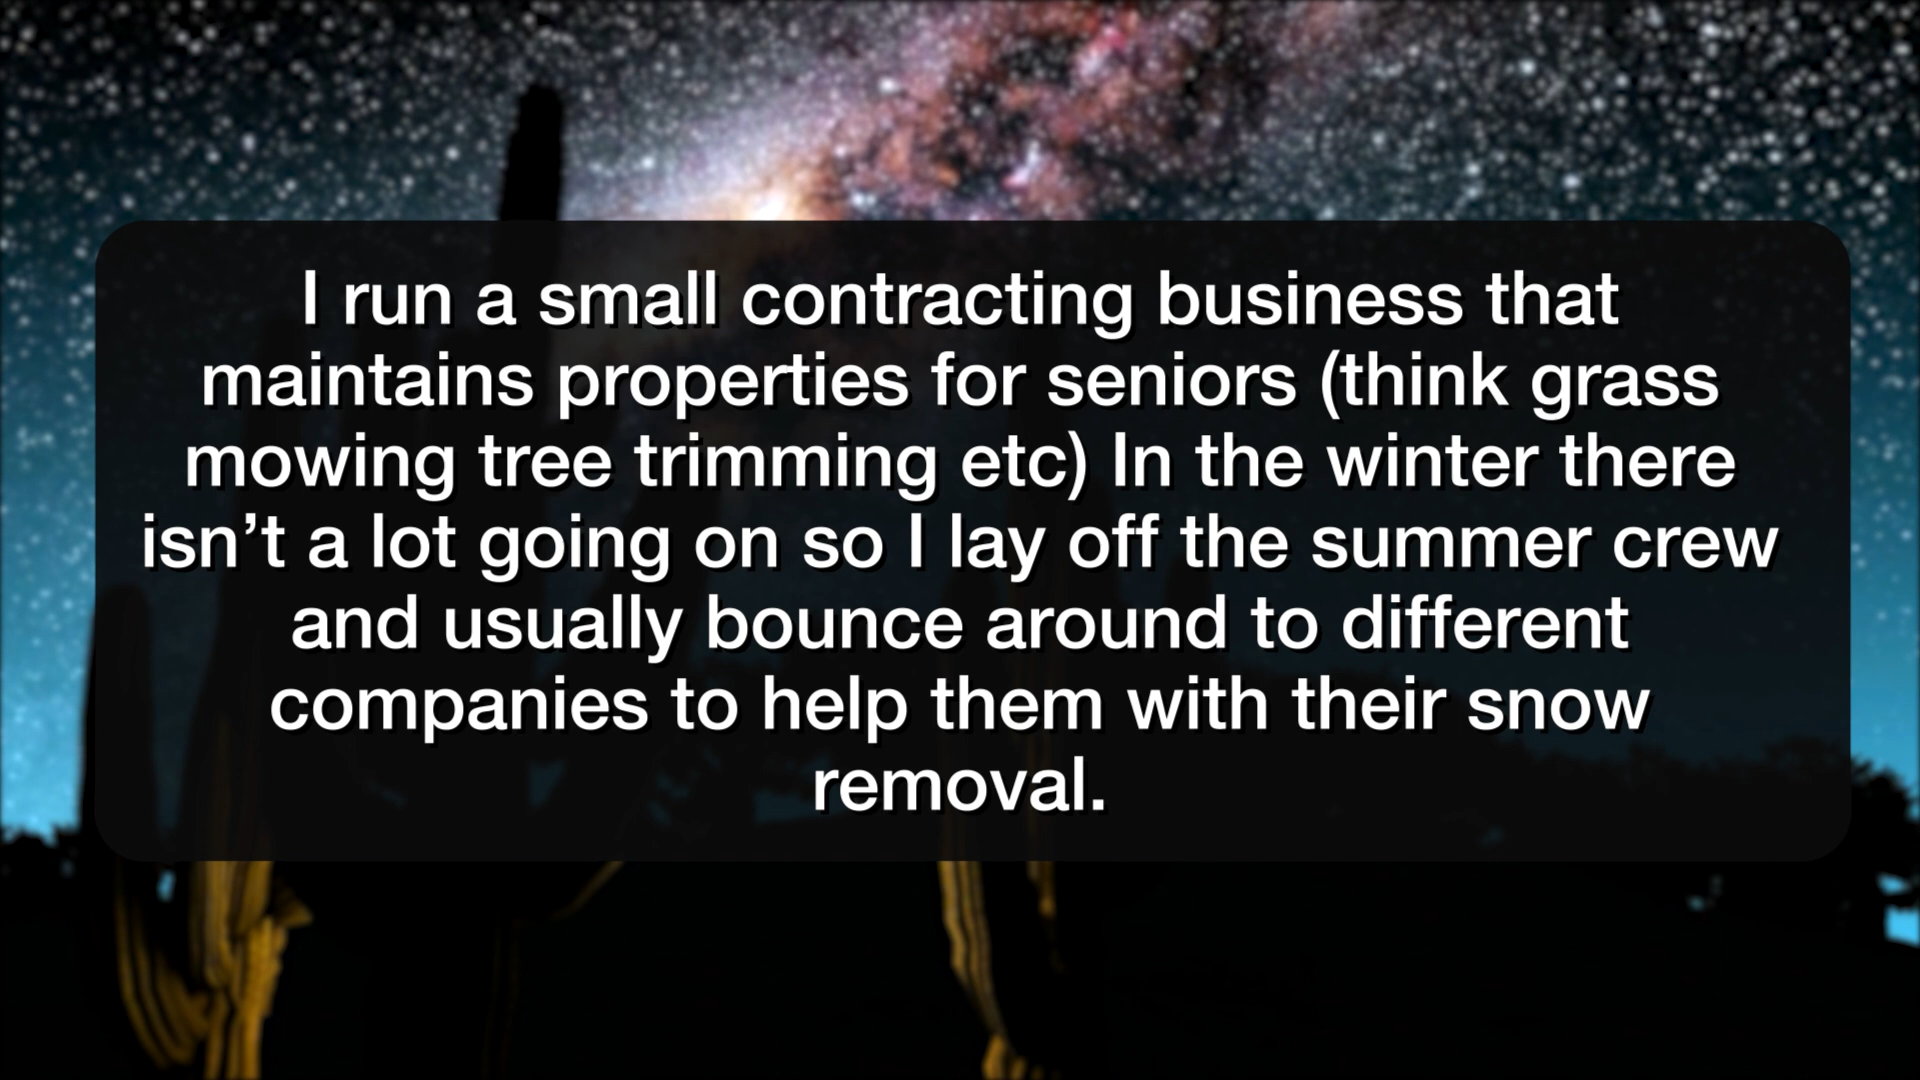 I run a small contracting business that
maintains properties for seniors (think grass
mowing tree trimming etc) In the winter there
isn’t a lot going on so I lay off the summer crew
and usually bounce around to different
companies to help them with their snow
removal.